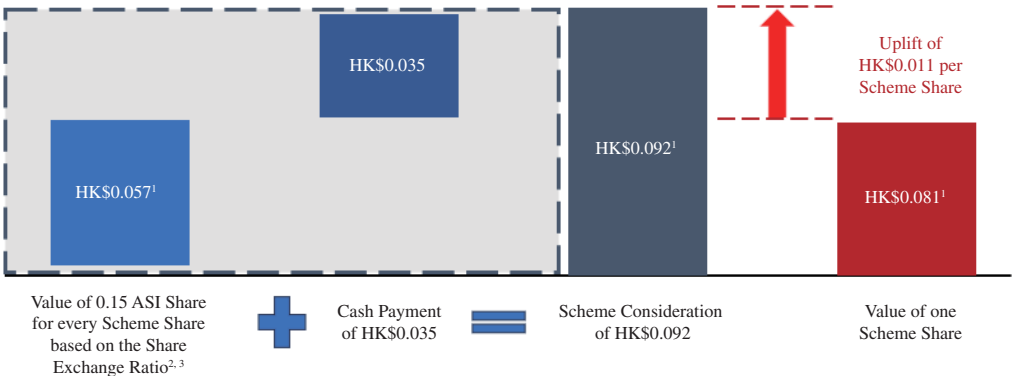 HK$0.035
Uplift of
HK$0.011 per
Scheme Share
HK$0.057¹
HK$0.092¹
HK$0.081¹
Value of 0.15 ASI Share
for every Scheme Share
based on the Share
Exchange Ratio²,³
Cash Payment
of HK$0.035
Scheme Consideration
of HK$0.092
Value of one
Scheme Share